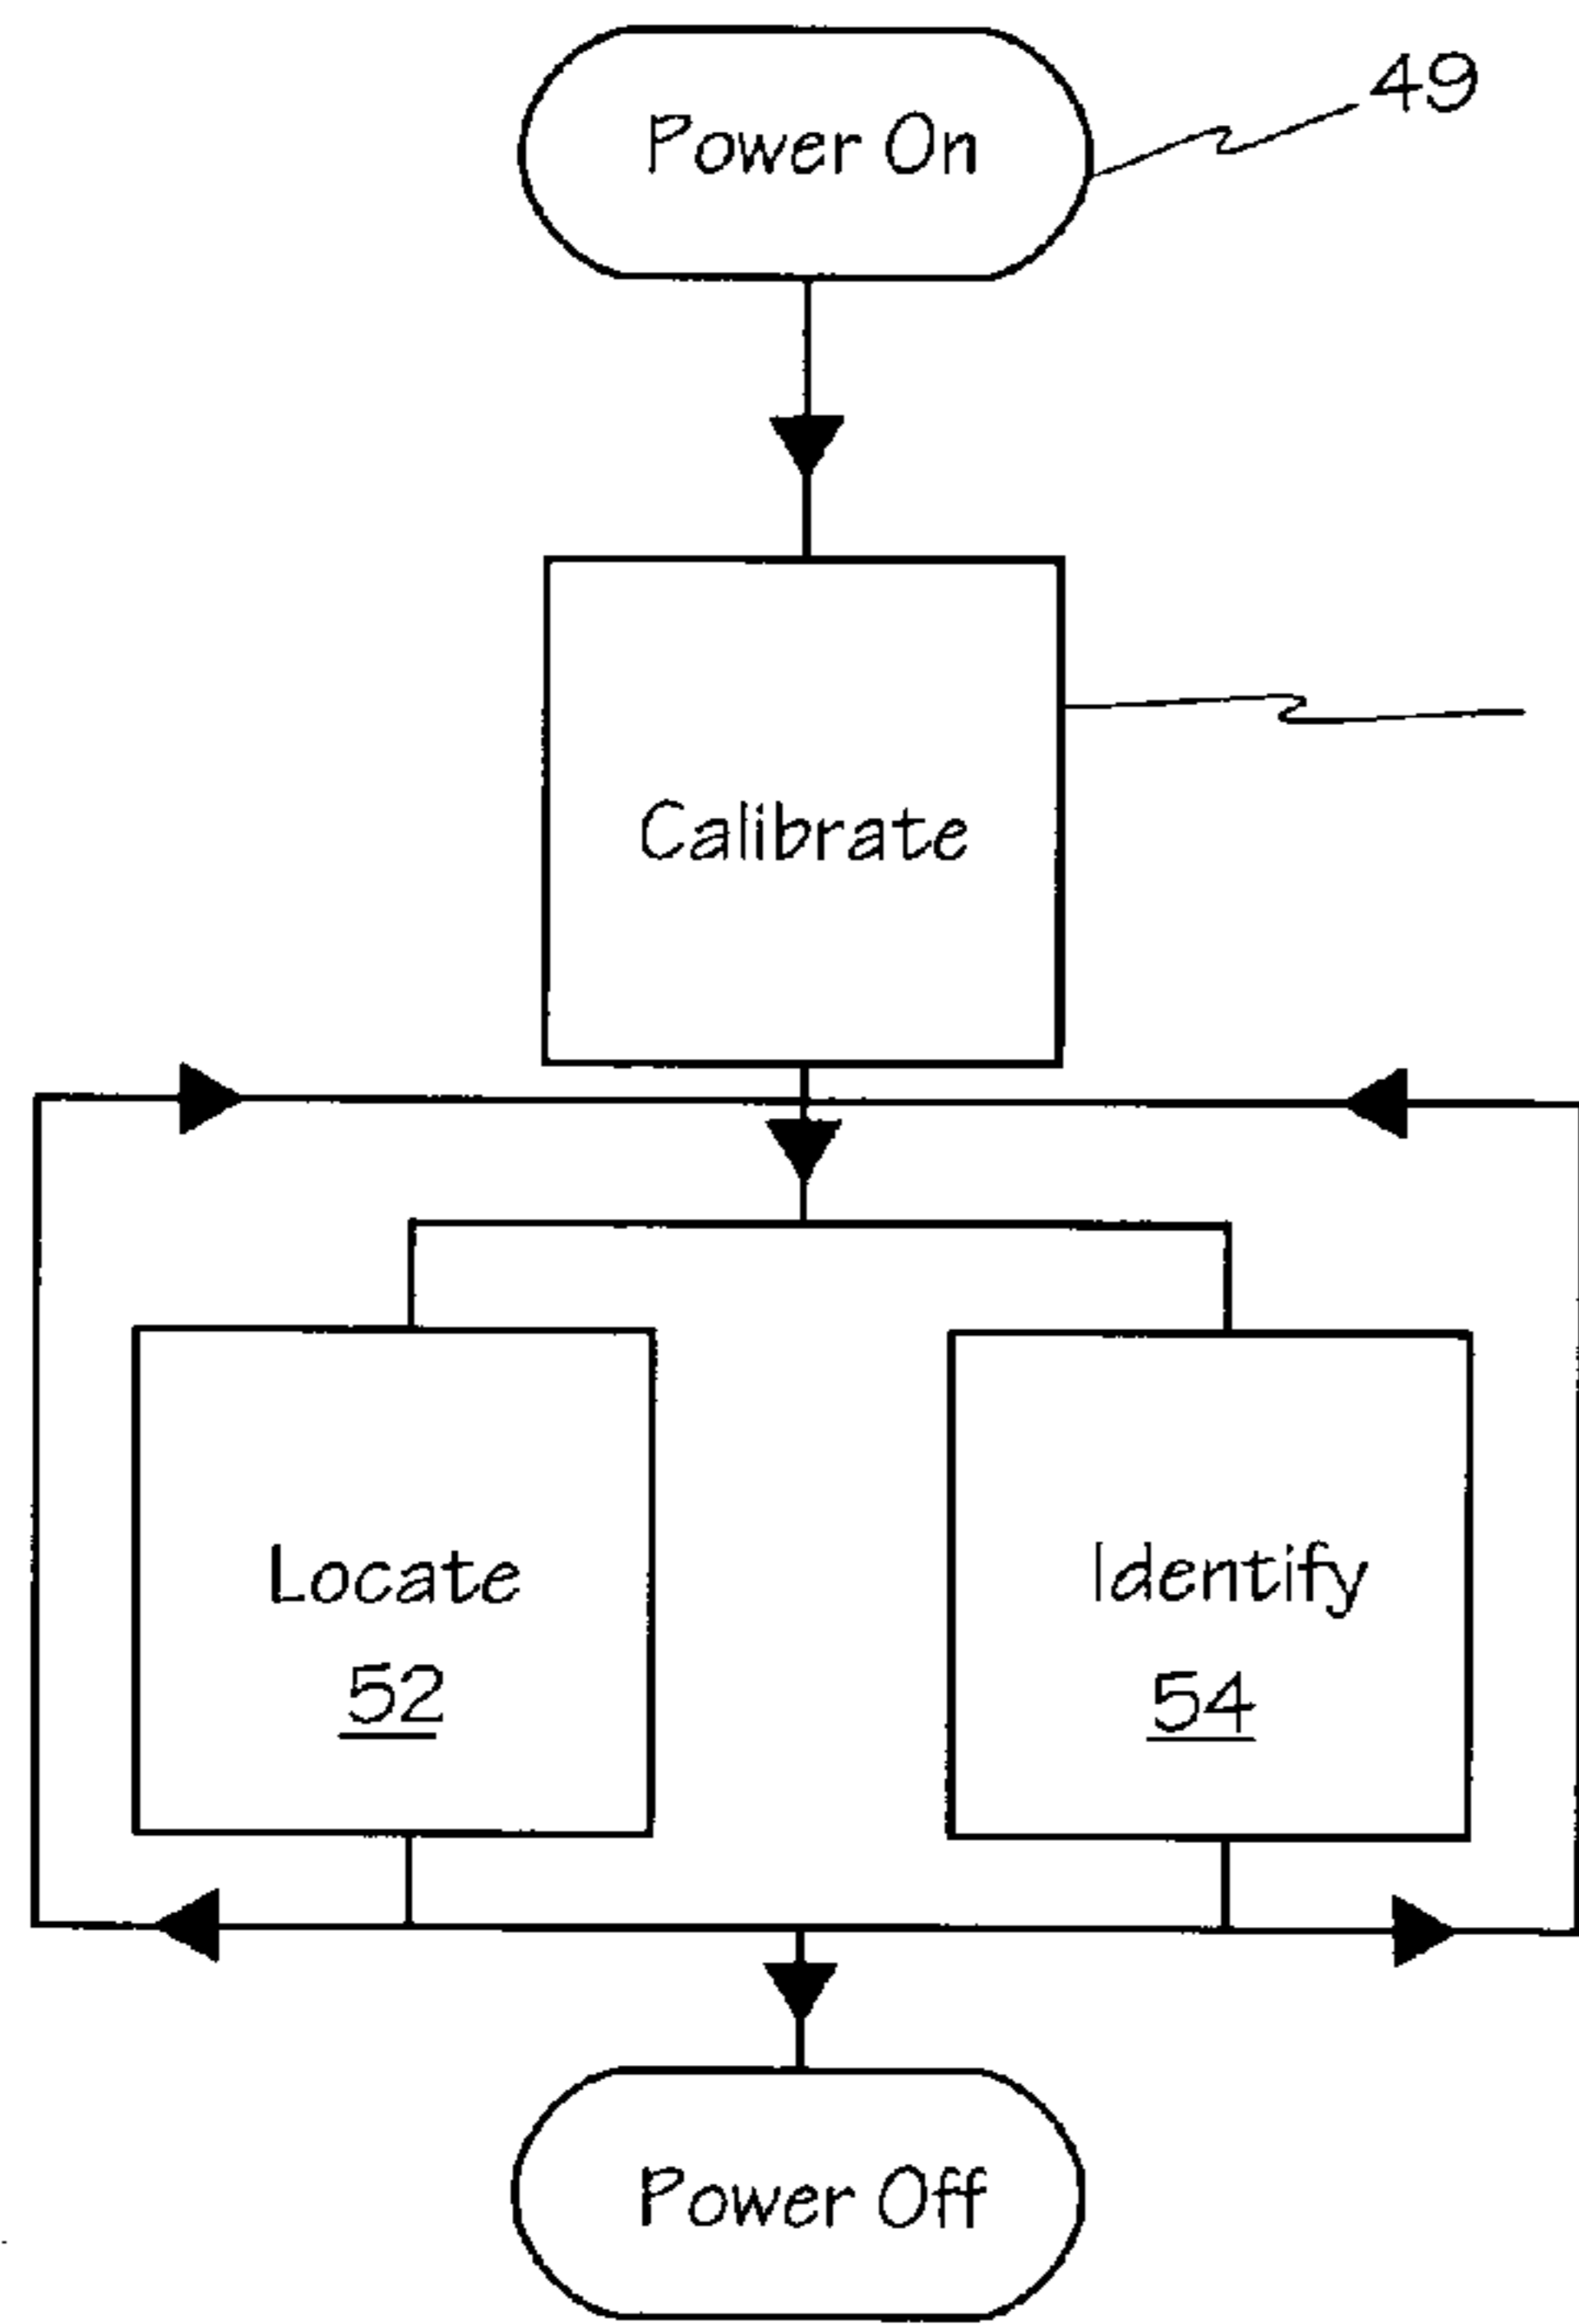 Power On
49
Calibrate
Locate
52
Identify
54
Power Off